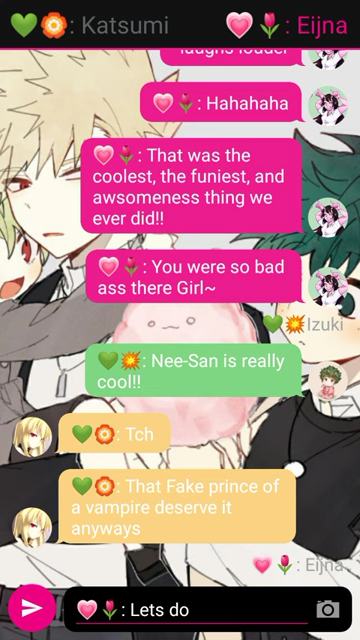 💚🏵️: Katsumi 💗🌷: Eijna
laughs louder
💗🌷: Hahahaha
💗🌷: That was the
coolest, the funiest, and
awsomeness thing we
ever did!!
💗🌷: You were so bad
ass there Girl~
💚💥Izuki
💚💥: Nee-San is really
cool!!
💚🏵️: Tch
💚🏵️: That Fake prince of
a vampire deserve it
anyways
💗🌷: Eijna
💗🌷: Lets do